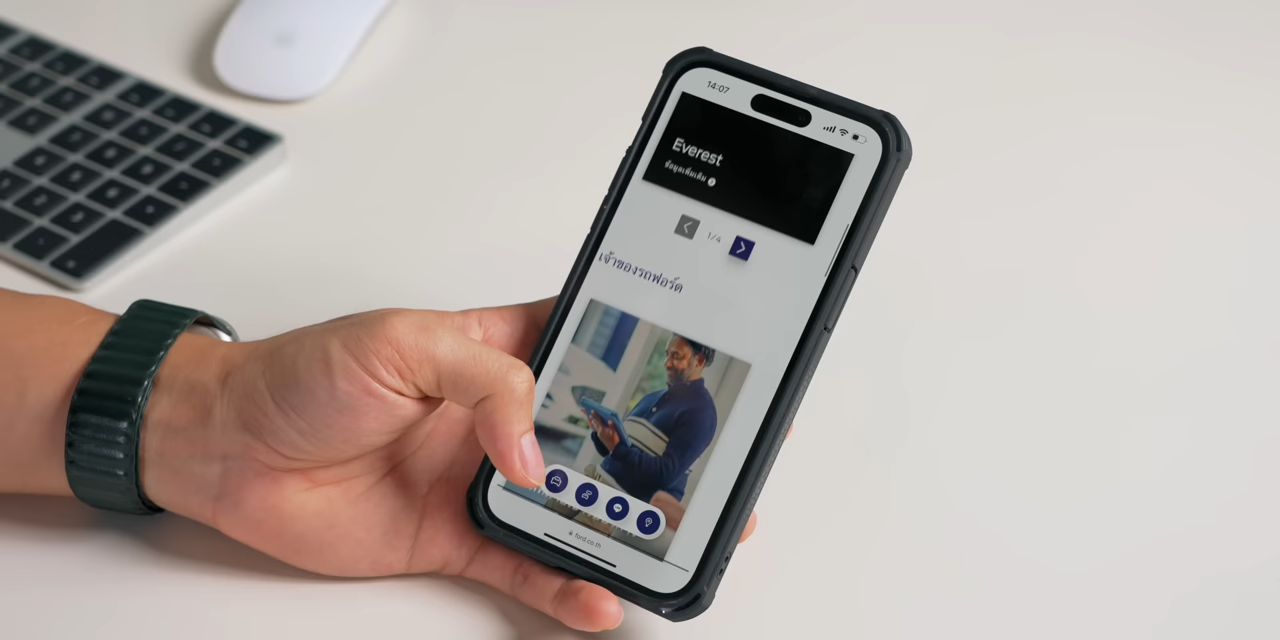 14:07
Everest
ข้อมูลเพิ่มเติม
1/4
เจ้าของรถฟอร์ด
ford.co.th